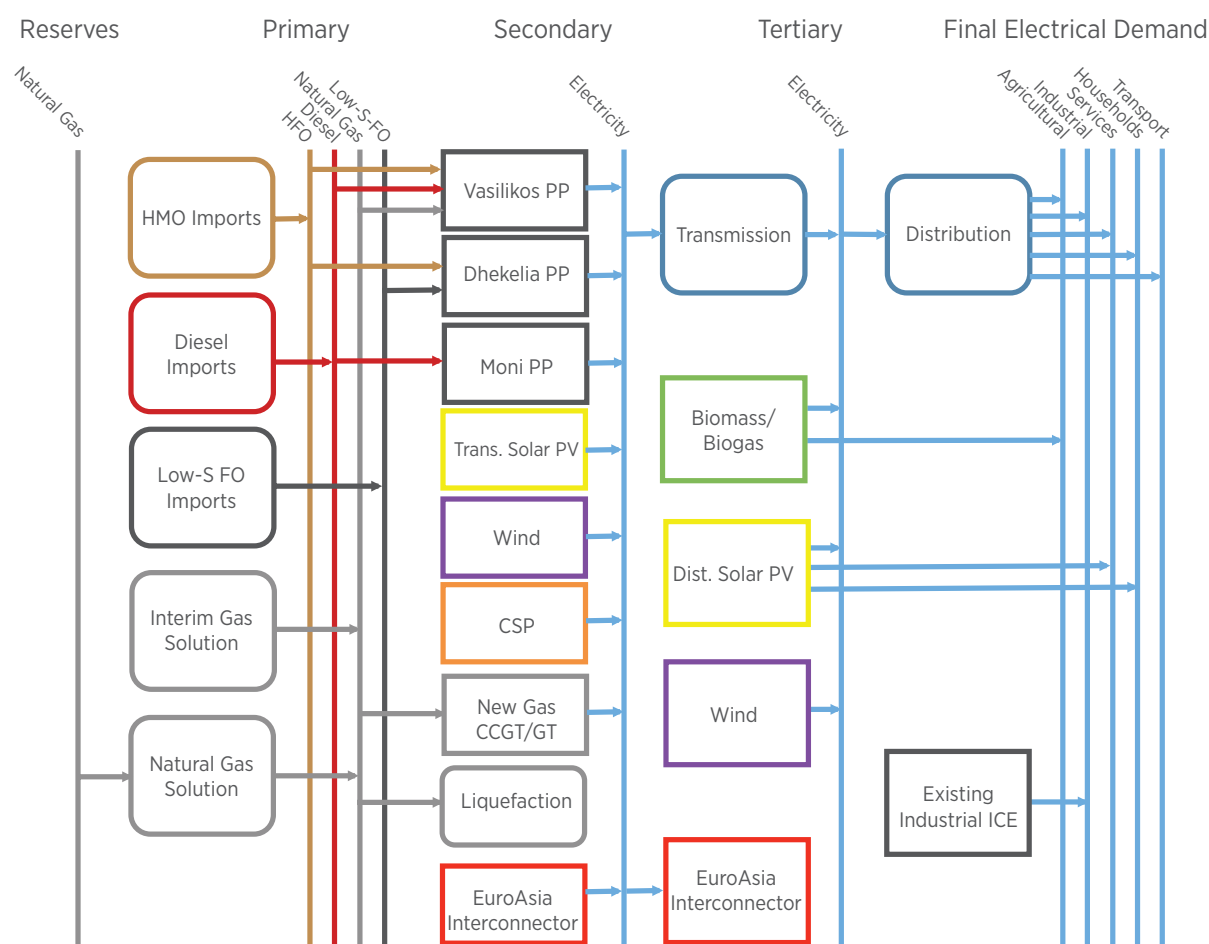 Reserves
Primary
Secondary
Tertiary
Final Electrical Demand
Natural Gas
HFO
Diesel
Natural Gas
Low-S-FO
Electricity
Electricity
Agricultural
Industrial
Services
Households
Transport
HMO Imports
Diesel
Imports
Low-S FO
Imports
Interim Gas
Solution
Natural Gas
Solution
Vasilikos PP
Dhekelia PP
Moni PP
Trans. Solar PV
Wind
CSP
New Gas
CCGT/GT
Liquefaction
EuroAsia
Interconnector
Transmission
Biomass/
Biogas
Dist. Solar PV
Wind
EuroAsia
Interconnector
Distribution
Existing
Industrial ICE